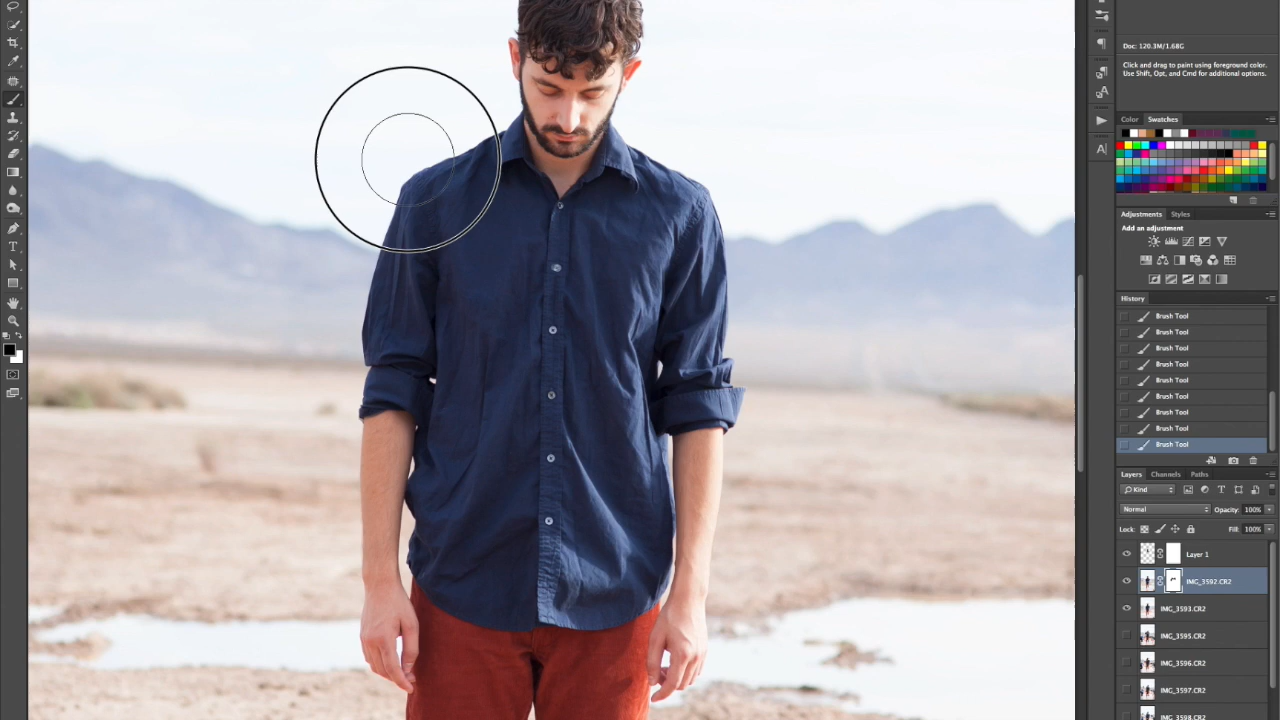 Doc: 120.3M/1.68G
Click and drag to paint using foreground color.
Use Shift, Opt, and Cmd for additional options.
Color Swatches
Adjustments Styles
Add an adjustment
History
Brush Tool
Brush Tool
Brush Tool
Brush Tool
Brush Tool
Brush Tool
Brush Tool
Brush Tool
Brush Tool
Layers Channels Paths
Kind
Normal Opacity: 100%
Lock: Fill: 100%
Layer 1
IMG_3592.CR2
IMG_3593.CR2
IMG_3595.CR2
IMG_3596.CR2
IMG_3597.CR2
IMG_3598.CR2